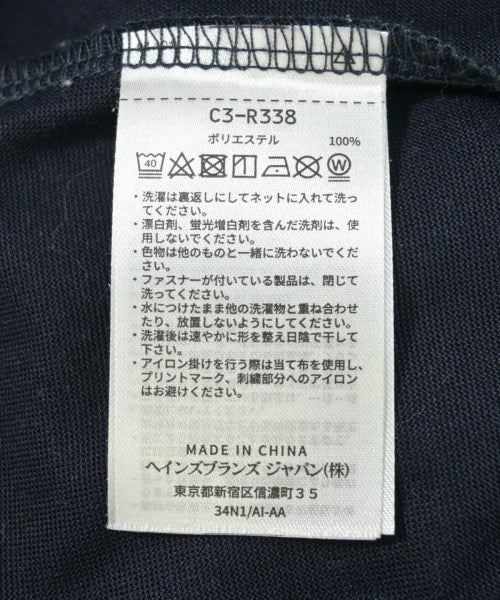 C3-R338
ポリエステル 100%
40 W
・洗濯は裏返しにしてネットに入れて洗っ
てください。
・漂白剤、蛍光増白剤を含んだ洗剤は、使
用しないでください。
・色物は他のものと一緒に洗わないでくだ
さい。
・ファスナーが付いている製品は、閉じて
洗ってください。
・水につけたまま他の洗濯物と重ね合わせ
たり、放置しないようにしてください。
・洗濯後は速やかに形を整え日陰で干して
下さい。
・アイロン掛けを行う際は当て布を使用し、
プリントマーク、刺繍部分へのアイロン
はお避けください。
MADE IN CHINA
ヘインズブランズ ジャパン(株)
東京都新宿区信濃町35
34N1/AI-AA